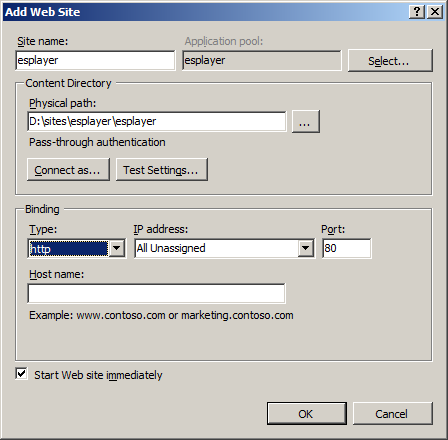 Add Web Site
Site name:
Application pool:
esplayer
esplayer
Select...
Content Directory
Physical path:
D:\sites\esplayer\esplayer
...
Pass-through authentication
Connect as...
Test Settings...
Binding
Type:
IP address:
Port:
http
All Unassigned
80
Host name:
Example: www.contoso.com or marketing.contoso.com
Start Web site immediately
OK
Cancel